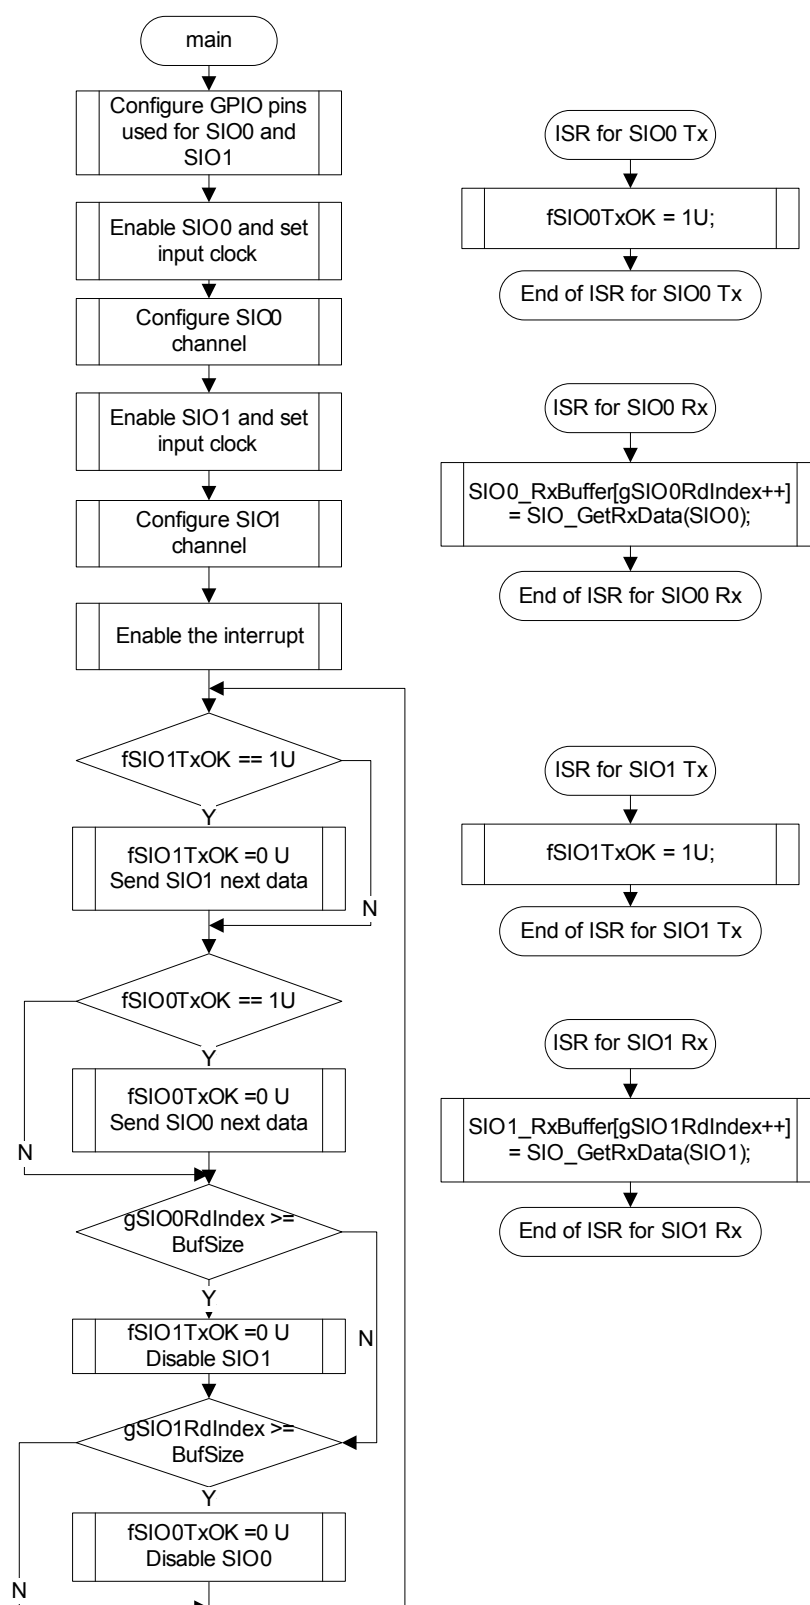 main
Configure GPIO pins
used for SIO0 and
SIO1
Enable SIO0 and set
input clock
Configure SIO0
channel
Enable SIO1 and set
input clock
Configure SIO1
channel
Enable the interrupt
fSIO1TxOK == 1U
Y
fSIO1TxOK =0 U
Send SIO1 next data
N
fSIO0TxOK == 1U
Y
fSIO0TxOK =0 U
Send SIO0 next data
N
gSIO0RdIndex >=
BufSize
Y
fSIO1TxOK =0 U
Disable SIO1
N
gSIO1RdIndex >=
BufSize
Y
fSIO0TxOK =0 U
Disable SIO0
N
ISR for SIO0 Tx
fSIO0TxOK = 1U;
End of ISR for SIO0 Tx
ISR for SIO0 Rx
SIO0_RxBuffer[gSIO0RdIndex++]
= SIO_GetRxData(SIO0);
End of ISR for SIO0 Rx
ISR for SIO1 Tx
fSIO1TxOK = 1U;
End of ISR for SIO1 Tx
ISR for SIO1 Rx
SIO1_RxBuffer[gSIO1RdIndex++]
= SIO_GetRxData(SIO1);
End of ISR for SIO1 Rx